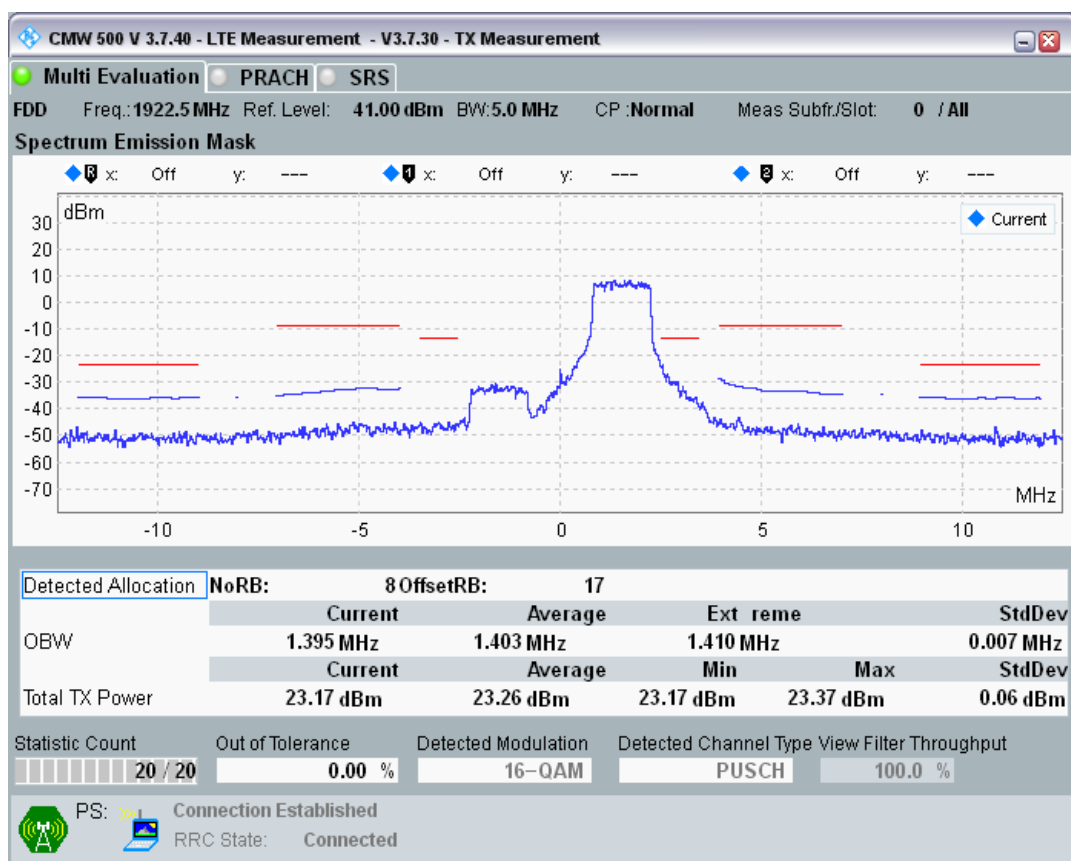 CMW 500 V 3.7.40 - LTE Measurement - V3.7.30 - TX Measurement
Multi Evaluation PRACH SRS
FDD Freq.: 1922.5 MHz Ref. Level: 41.00 dBm BW: 5.0 MHz CP : Normal Meas Subfr./Slot: 0 / All
Spectrum Emission Mask
R x: Off y: --- 1 x: Off y: --- 2 x: Off y: ---
dBm
Current
30
20
10
0
-10
-20
-30
-40
-50
-60
-70
MHz
-10 -5 0 5 10
Detected Allocation NoRB: 8 OffsetRB: 17
Current Average Ext reme StdDev
OBW 1.395 MHz 1.403 MHz 1.410 MHz 0.007 MHz
Current Average Min Max StdDev
Total TX Power 23.17 dBm 23.26 dBm 23.17 dBm 23.37 dBm 0.06 dBm
Statistic Count Out of Tolerance Detected Modulation Detected Channel Type View Filter Throughput
20 / 20 0.00 % 16-QAM PUSCH 100.0 %
PS: Connection Established
RRC State: Connected